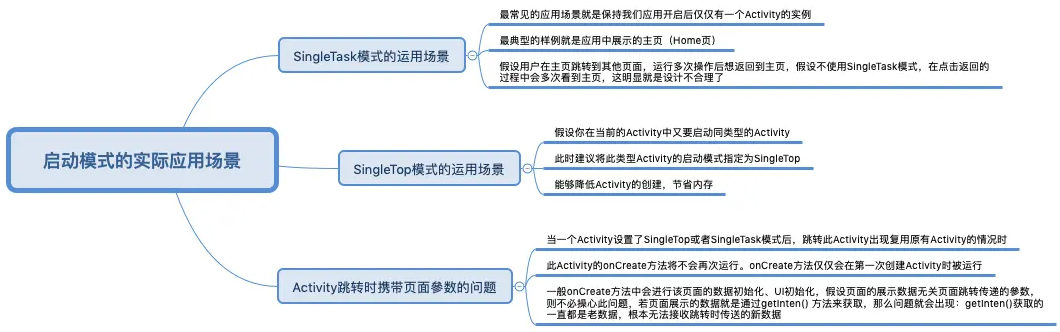 启动模式的实际应用场景
SingleTask模式的运用场景
最常见的应用场景就是保持我们应用开启后仅仅有一个Activity的实例
最典型的样例就是应用中展示的主页（Home页）
假设用户在主页跳转到其他页面，运行多次操作后想返回到主页，假设不使用SingleTask模式，在点击返回的
过程中会多次看到主页，这明显就是设计不合理了
SingleTop模式的运用场景
假设你在当前的Activity中又要启动同类型的Activity
此时建议将此类型Activity的启动模式指定为SingleTop
能够降低Activity的创建，节省内存
Activity跳转时携带页面參数的问题
当一个Activity设置了SingleTop或者SingleTask模式后，跳转此Activity出现复用原有Activity的情况时
此Activity的onCreate方法将不会再次运行。onCreate方法仅仅会在第一次创建Activity时被运行
一般onCreate方法中会进行该页面的数据初始化、UI初始化，假设页面的展示数据无关页面跳转传递的參数，
则不必操心此问题，若页面展示的数据就是通过getInten() 方法来获取，那么问题就会出现：getInten()获取的
一直都是老数据，根本无法接收跳转时传送的新数据